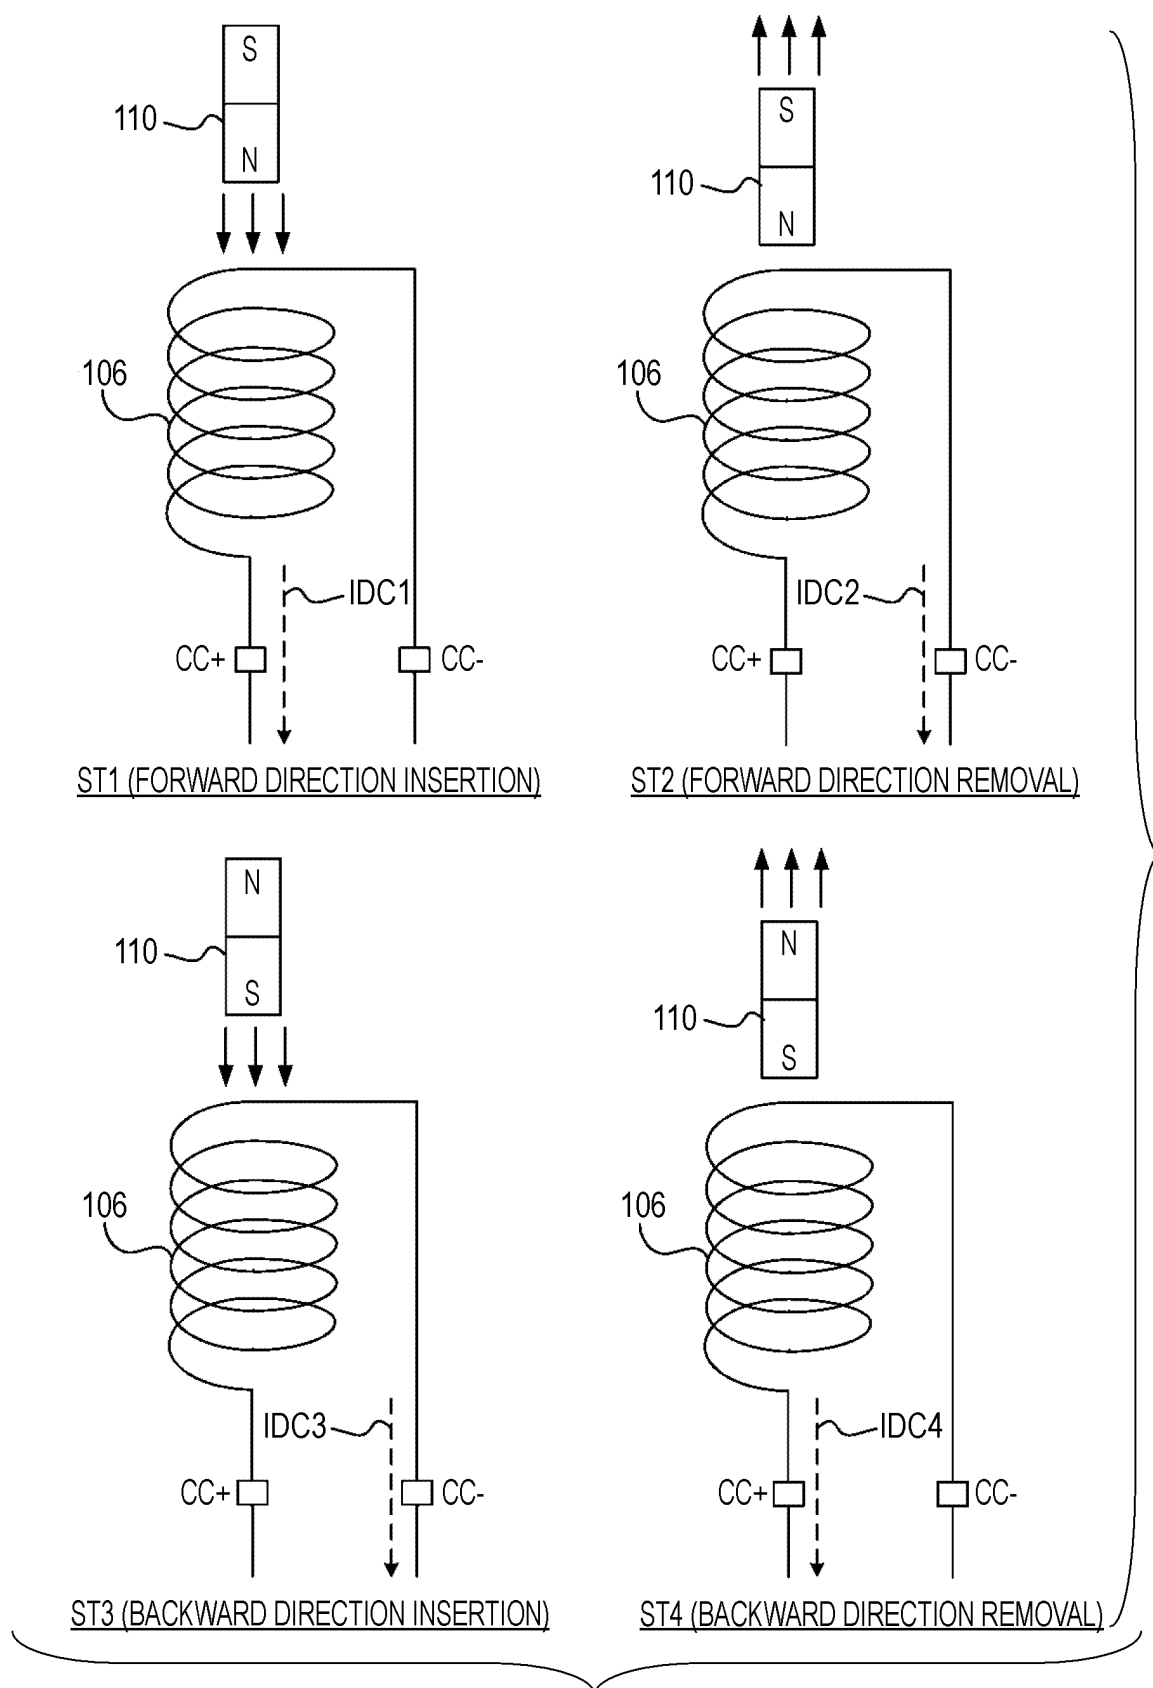 S
110
N
106
IDC1
CC+
CC-
ST1 (FORWARD DIRECTION INSERTION)
S
110
N
106
IDC2
CC+
CC-
ST2 (FORWARD DIRECTION REMOVAL)
N
110
S
106
IDC3
CC+
CC-
ST3 (BACKWARD DIRECTION INSERTION)
N
110
S
106
IDC4
CC+
CC-
ST4 (BACKWARD DIRECTION REMOVAL)